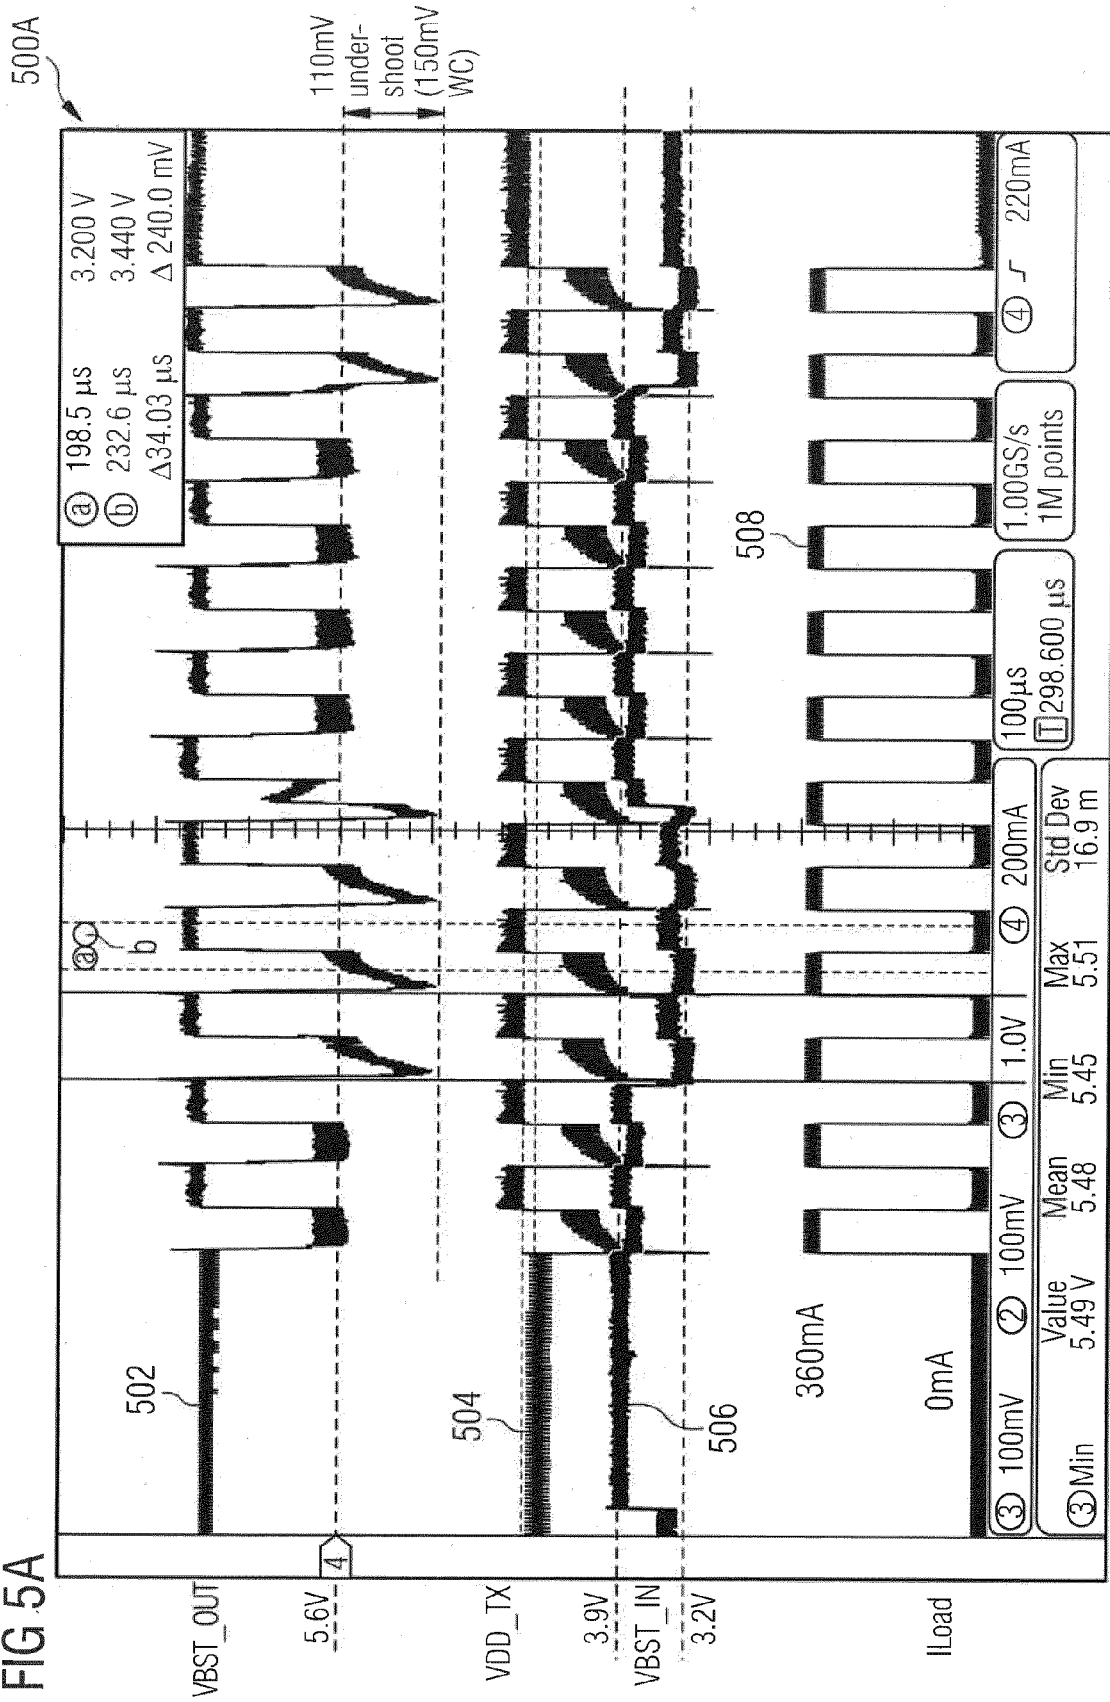 FIG 5A
500A
ⓐ 198.5 µs 3.200 V
ⓑ 232.6 µs 3.440 V
Δ34.03 µs Δ 240.0 mV
110mV
under-
shoot
(150mV
WC)
ⓐ
b
VBST_OUT
502
5.6V
4
VDD_TX
504
3.9V
VBST_IN
506
3.2V
508
360mA
0mA
ILoad
③ 100mV ② 100mV ③ 1.0V ④ 200mA
100µs
T 298.600 µs
1.00GS/s
1M points
④ 220mA
Value Mean Min Max Std Dev
③ Min 5.49 V 5.48 5.45 5.51 16.9 m